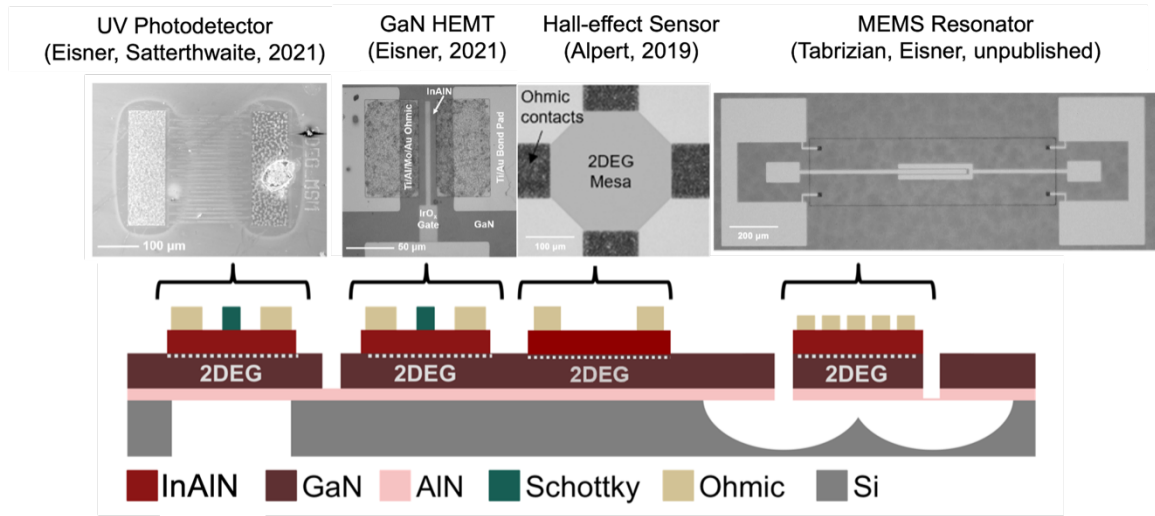 UV Photodetector
(Eisner, Satterthwaite, 2021)
GaN HEMT
(Eisner, 2021)
Hall-effect Sensor
(Alpert, 2019)
MEMS Resonator
(Tabrizian, Eisner, unpublished)
100 µm
InAlN
Ti/Al/Mo/Au Ohmic
Ti/Au Bond Pad
IrOₓ
Gate
GaN
50 µm
Ohmic
contacts
2DEG
Mesa
100 µm
200 µm
2DEG
2DEG
2DEG
2DEG
InAlN
GaN
AlN
Schottky
Ohmic
Si